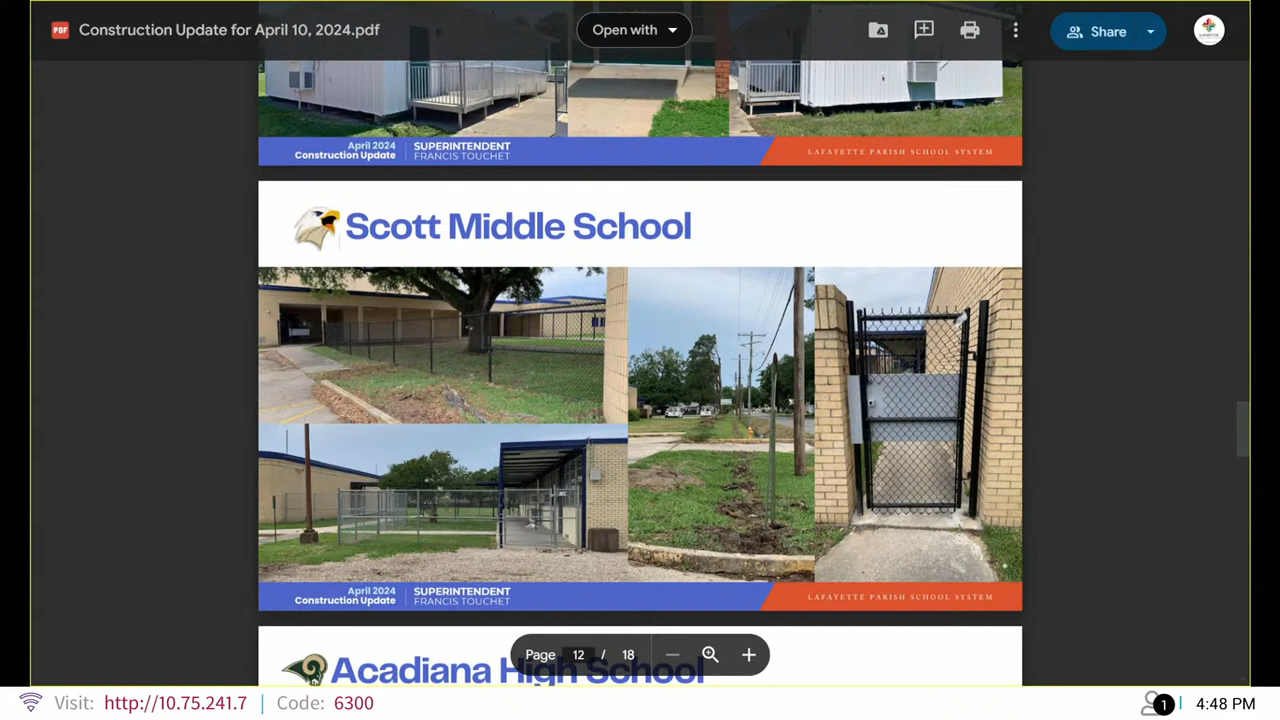 Construction Update for April 10, 2024.pdf
Open with
Share
April 2024
Construction Update
SUPERINTENDENT
FRANCIS TOUCHET
LAFAYETTE PARISH SCHOOL SYSTEM
Scott Middle School
April 2024
Construction Update
SUPERINTENDENT
FRANCIS TOUCHET
LAFAYETTE PARISH SCHOOL SYSTEM
Acadiana High School
Page 12 / 18
Visit: http://10.75.241.7 | Code: 6300
1
4:48 PM